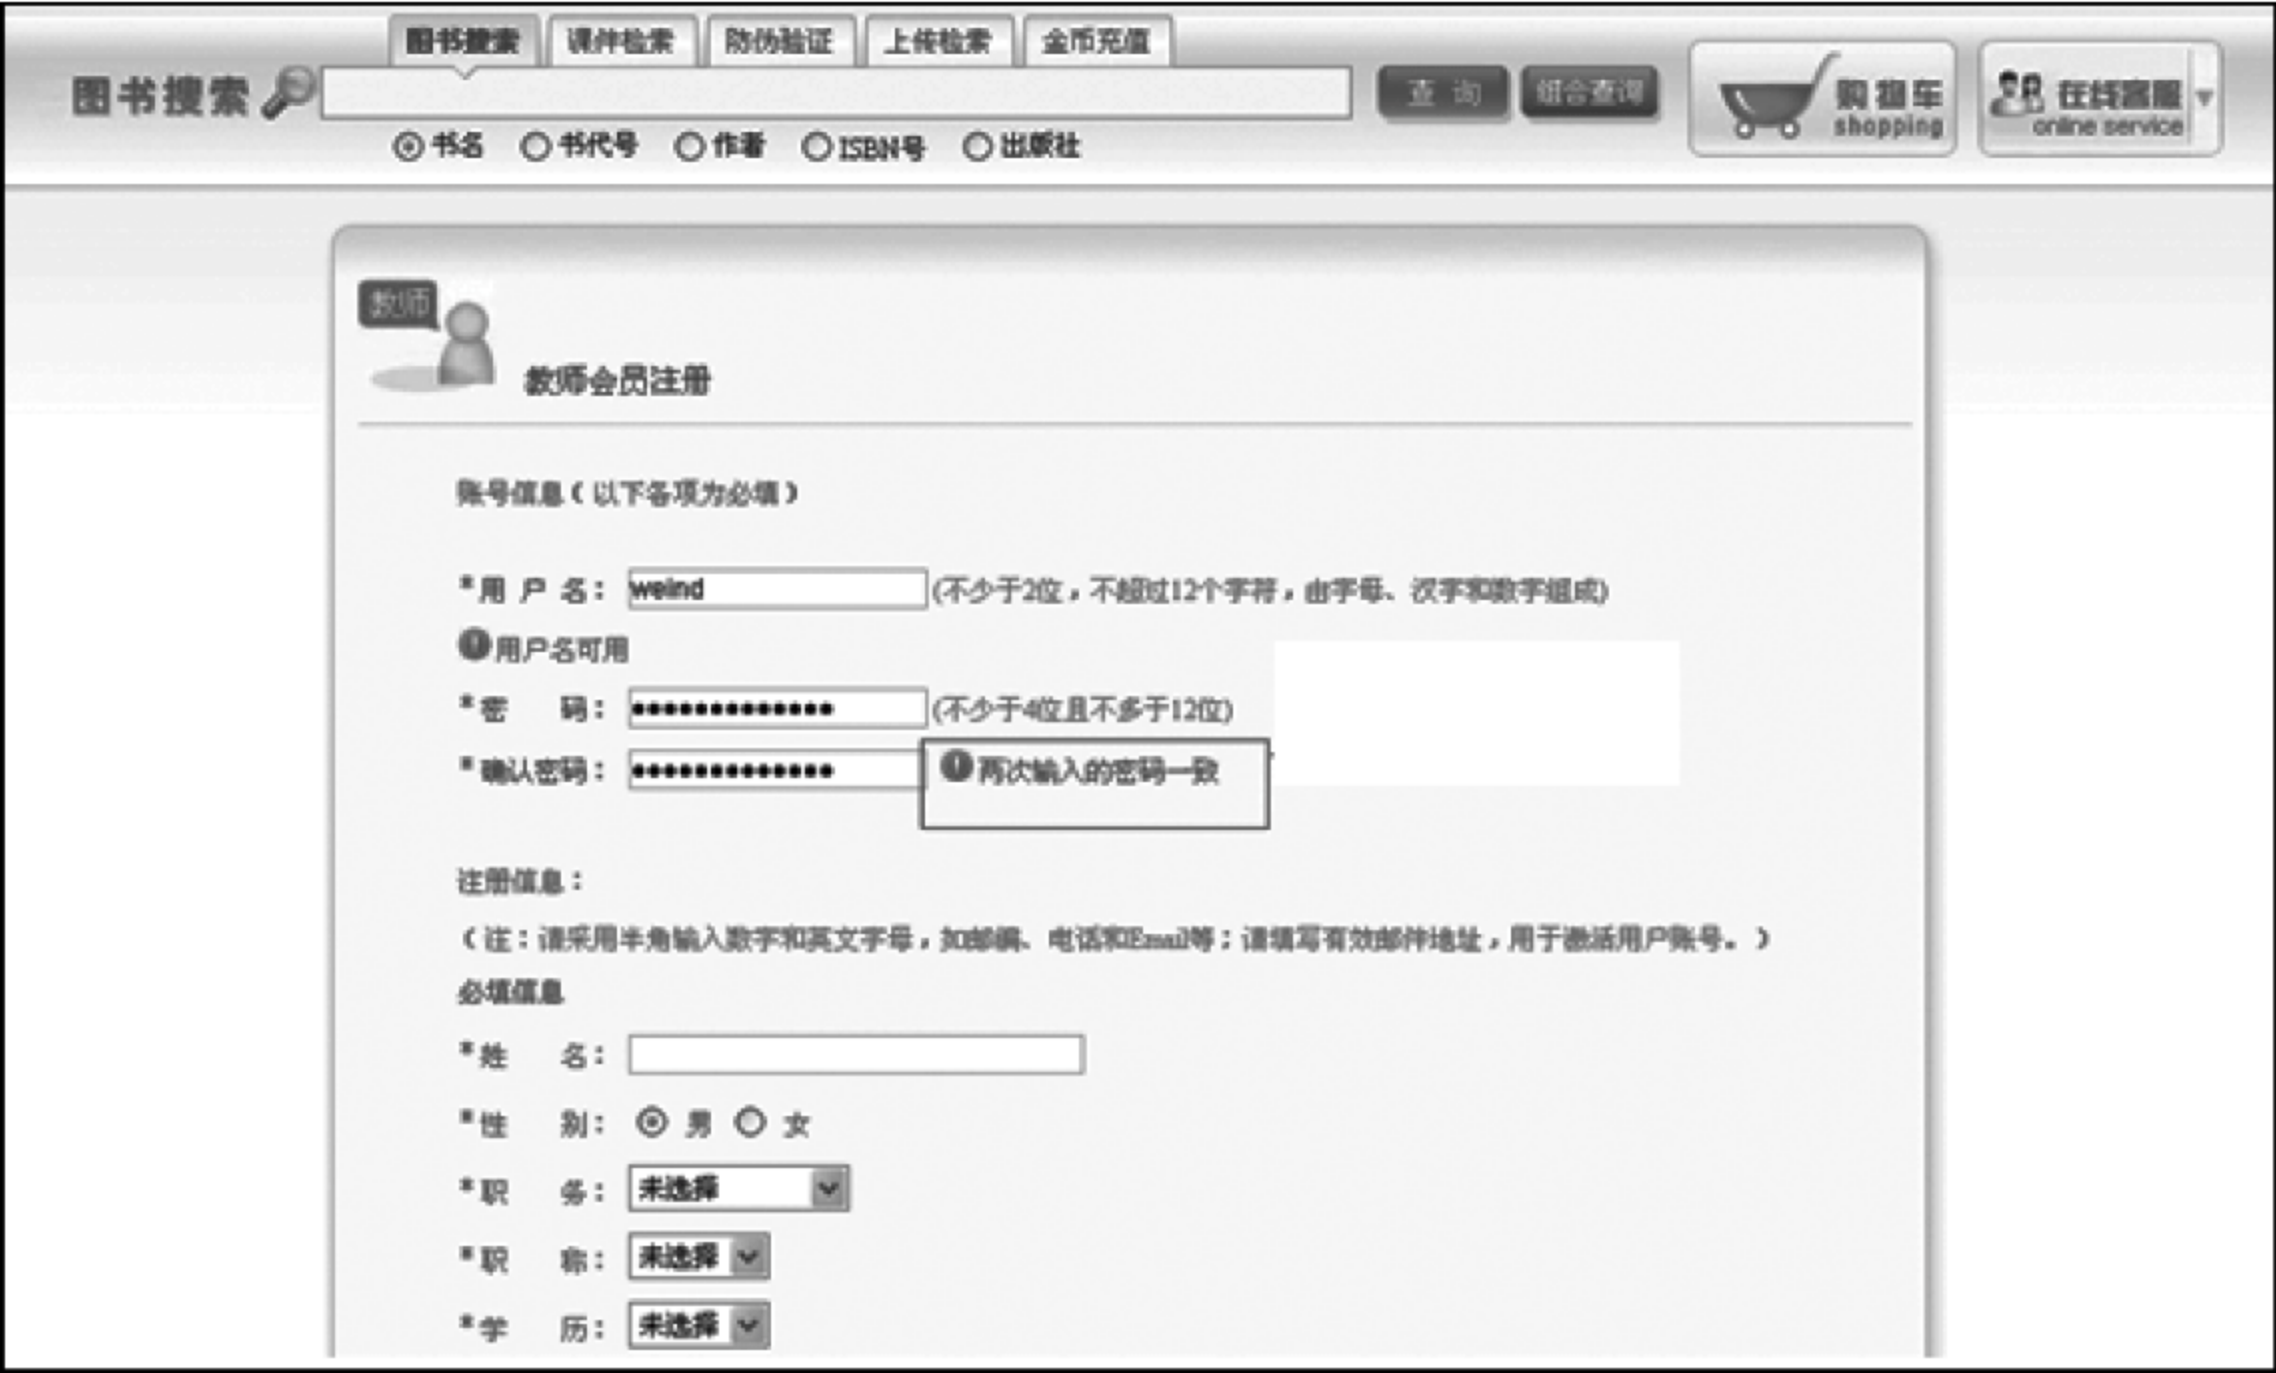 图书搜索 课件检索 防伪验证 上传检索 金币充值
图书搜索 查 询 组合查询 购物车 shopping 在线客服 online service
书名 书代号 作者 ISBN号 出版社
教师
教师会员注册
账号信息（以下各项为必填）
*用 户 名： weind (不少于2位，不超过12个字符，由字母、汉字和数字组成)
用户名可用
*密 码： ••••••••••••• (不少于4位且不多于12位)
*确认密码： ••••••••••••• 两次输入的密码一致
注册信息：
（注：请采用半角输入数字和英文字母，如邮编、电话和Email等；请填写有效邮件地址，用于激活用户账号。）
必填信息
*姓 名：
*性 别： 男 女
*职 务： 未选择
*职 称： 未选择
*学 历： 未选择